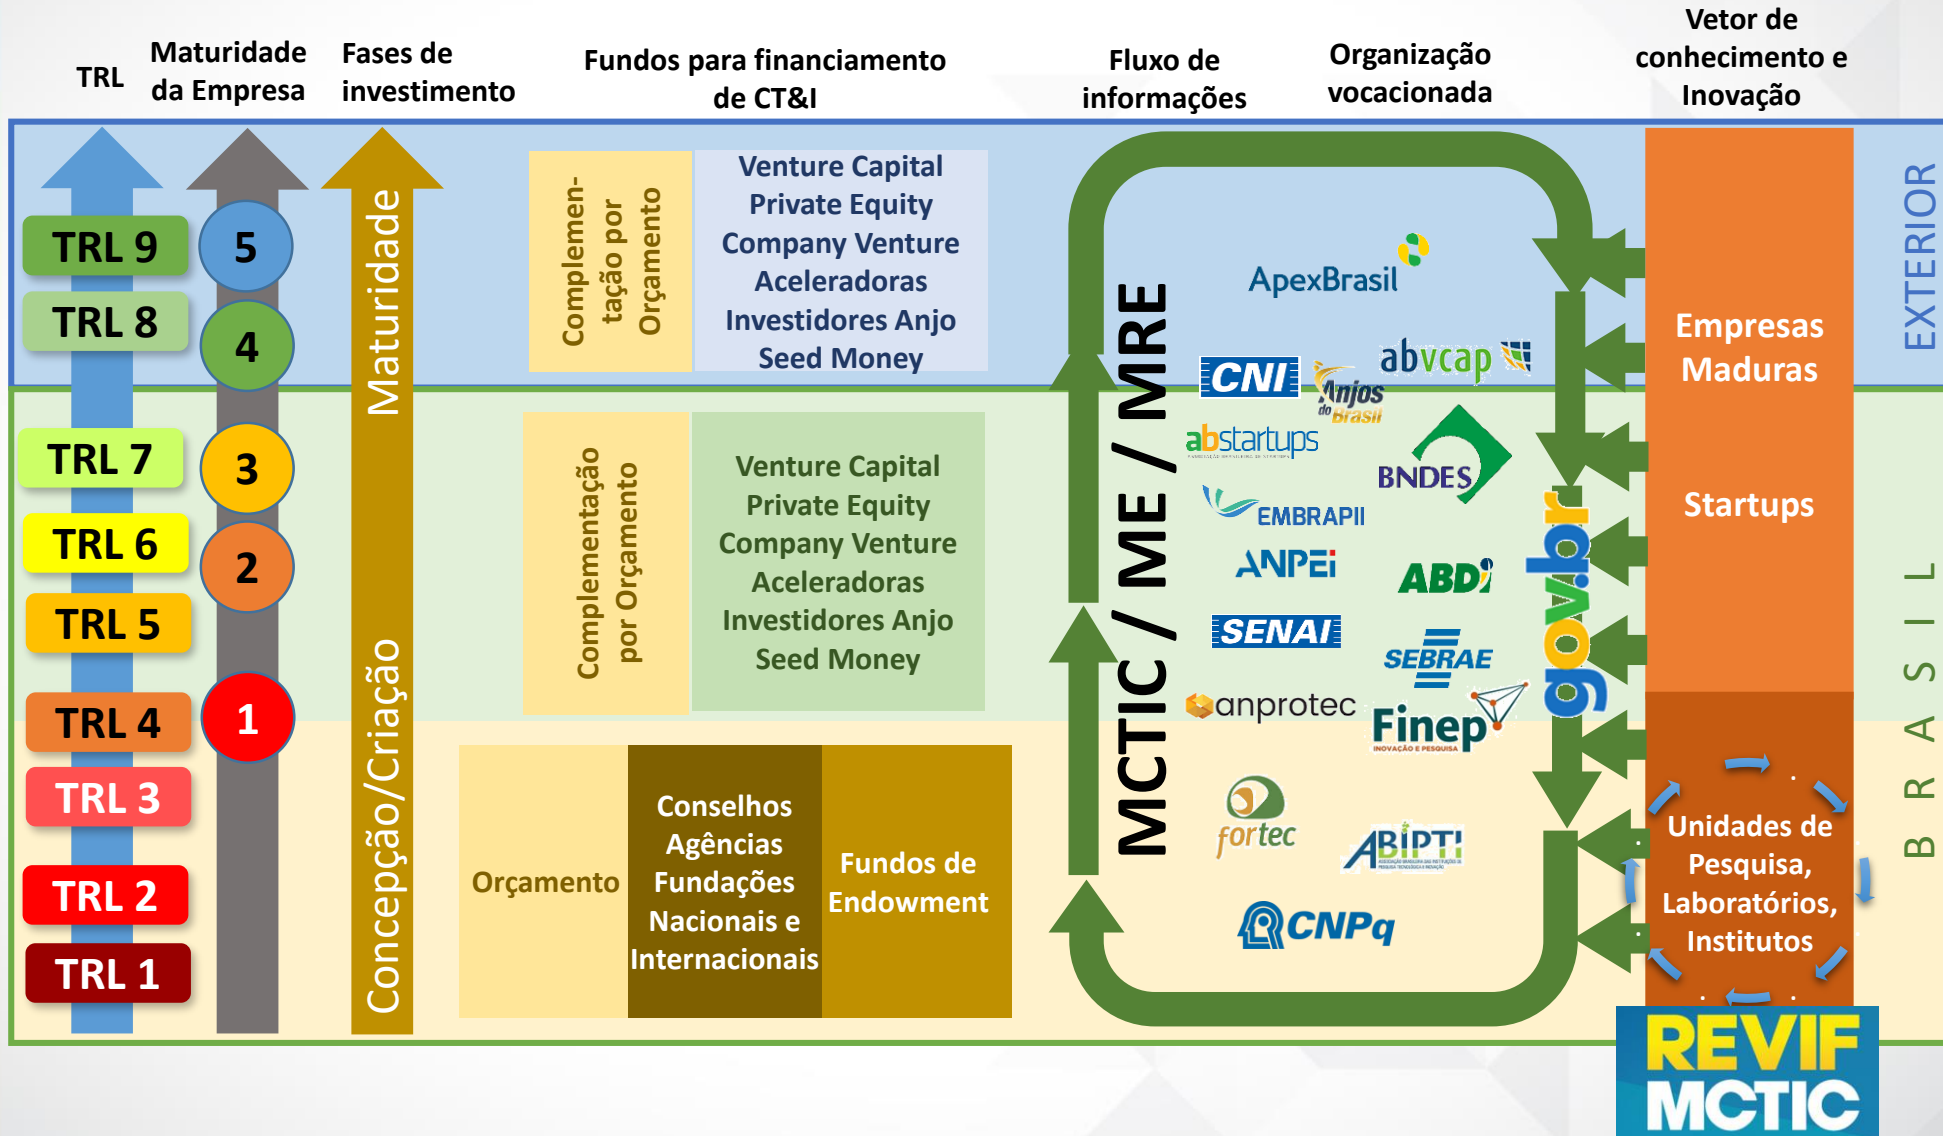 TRL
Maturidade
da Empresa
Fases de
investimento
Fundos para financiamento
de CT&I
Fluxo de
informações
Organização
vocacionada
Vetor de
conhecimento e
Inovação
TRL 9
TRL 8
TRL 7
TRL 6
TRL 5
TRL 4
TRL 3
TRL 2
TRL 1
5
4
3
2
1
Maturidade
Concepção/Criação
Complemen-
tação por
Orçamento
Venture Capital
Private Equity
Company Venture
Aceleradoras
Investidores Anjo
Seed Money
Complementação
por Orçamento
Venture Capital
Private Equity
Company Venture
Aceleradoras
Investidores Anjo
Seed Money
Orçamento
Conselhos
Agências
Fundações
Nacionais e
Internacionais
Fundos de
Endowment
MCTIC / ME / MRE
ApexBrasil
CNI
Anjos
do Brasil
abvcap
abstartups
BNDES
EMBRAPII
ANPEi
ABDi
SENAI
SEBRAE
anprotec
Finep
INOVAÇÃO E PESQUISA
fortec
ABIPTI
CNPq
gov.br
Empresas
Maduras
Startups
Unidades de
Pesquisa,
Laboratórios,
Institutos
EXTERIOR
BRASIL
REVIF
MCTIC